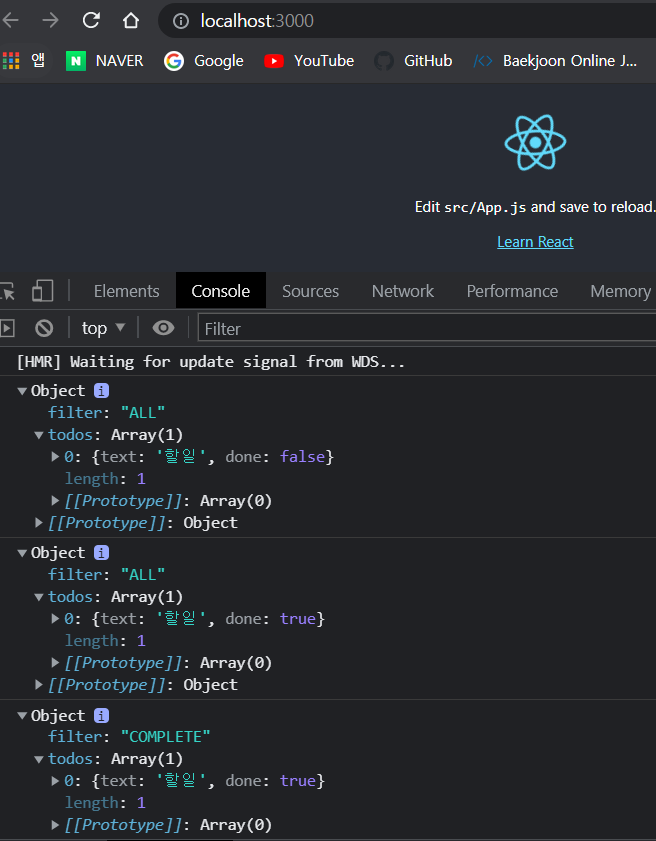 localhost:3000
앱 NAVER Google YouTube GitHub Baekjoon Online J...
Edit src/App.js and save to reload.
Learn React
Elements Console Sources Network Performance Memory
top Filter
[HMR] Waiting for update signal from WDS...
Object
filter: "ALL"
todos: Array(1)
0: {text: '할일', done: false}
length: 1
[[Prototype]]: Array(0)
[[Prototype]]: Object
Object
filter: "ALL"
todos: Array(1)
0: {text: '할일', done: true}
length: 1
[[Prototype]]: Array(0)
[[Prototype]]: Object
Object
filter: "COMPLETE"
todos: Array(1)
0: {text: '할일', done: true}
length: 1
[[Prototype]]: Array(0)